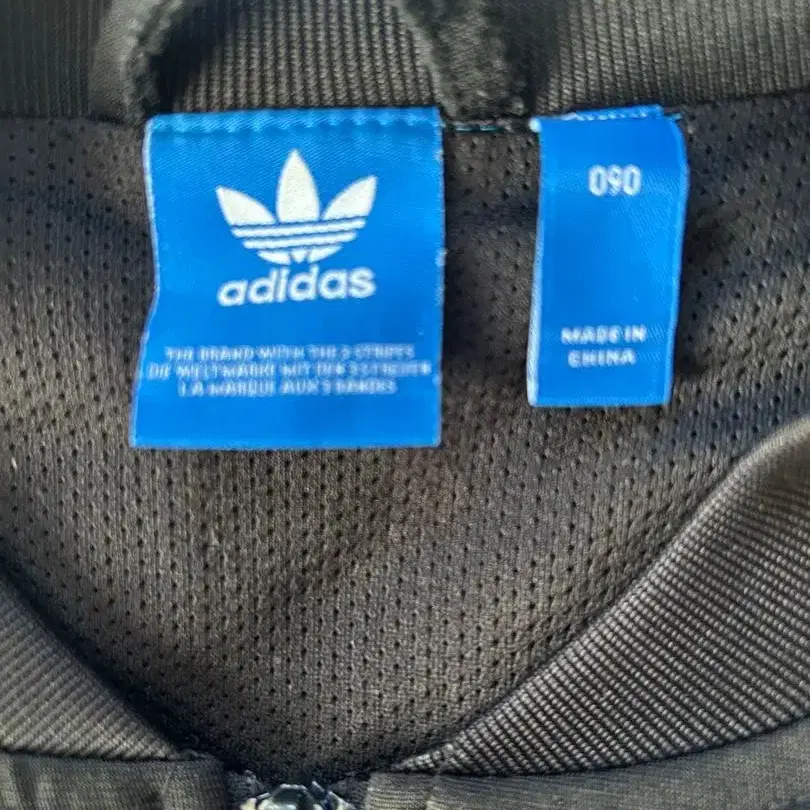 adidas
THE BRAND WITH THE 3 STRIPES
DIE WELTMARKE MIT DEN 3 STREIFEN
LA MARQUE AUX 3 BANDES
090
MADE IN
CHINA